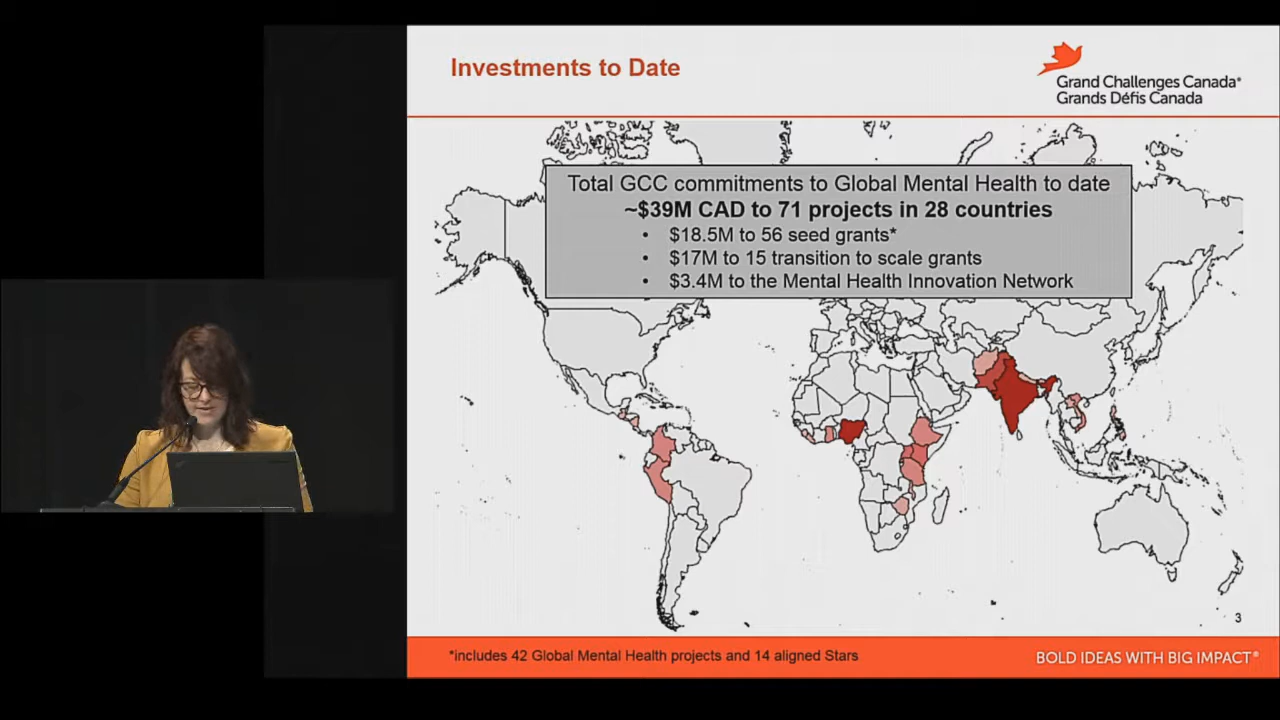 Investments to Date
Grand Challenges Canada®
Grands Défis Canada
Total GCC commitments to Global Mental Health to date
~$39M CAD to 71 projects in 28 countries
• $18.5M to 56 seed grants*
• $17M to 15 transition to scale grants
• $3.4M to the Mental Health Innovation Network
3
*includes 42 Global Mental Health projects and 14 aligned Stars
BOLD IDEAS WITH BIG IMPACT®